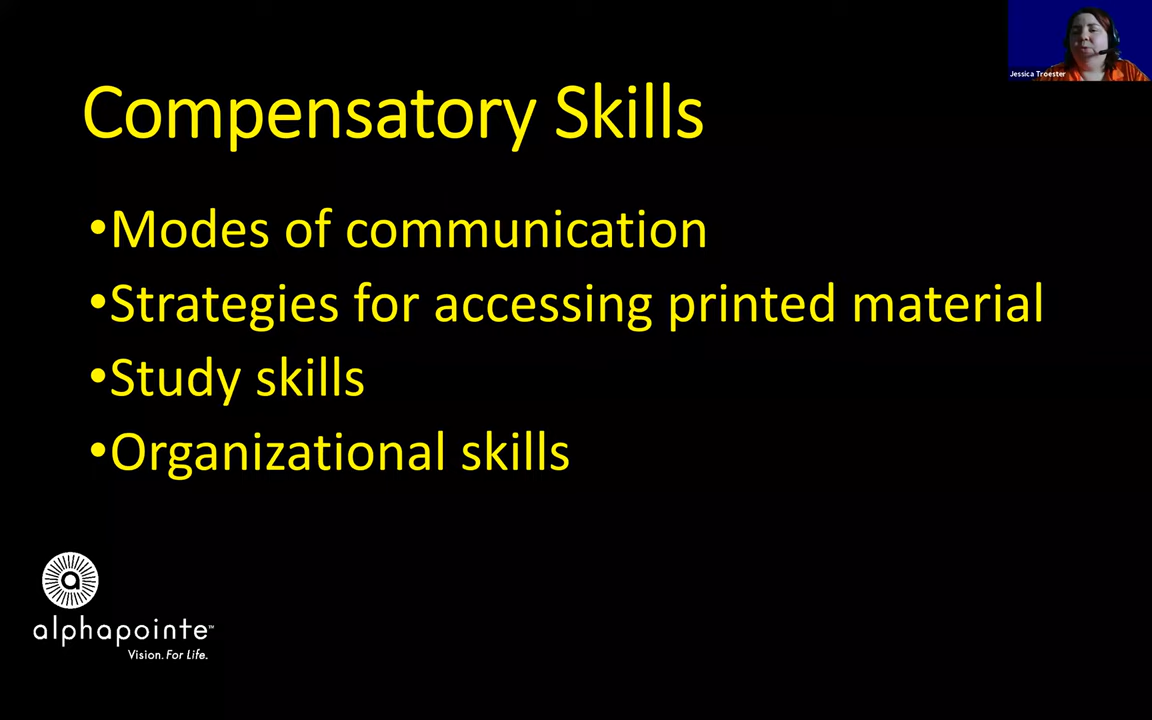 Jessica Troester
Compensatory Skills
•Modes of communication
•Strategies for accessing printed material
•Study skills
•Organizational skills
alphapointe™
Vision. For Life.